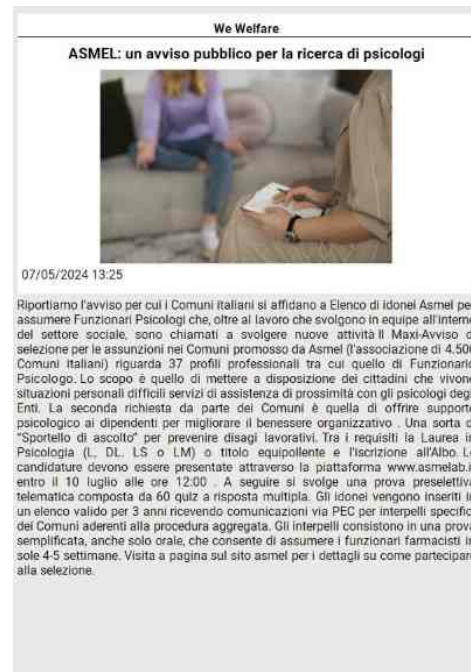 We Welfare
ASMEL: un avviso pubblico per la ricerca di psicologi
07/05/2024 13:25
Riportiamo l'avviso per cui i Comuni italiani si affidano a Elenco di idonei Asmel pe
assumere Funzionari Psicologi che, oltre al lavoro che svolgono in equipe all'intern
del settore sociale, sono chiamati a svolgere nuove attività Il Maxi-Avviso d
selezione per le assunzioni nei Comuni promosso da Asmel (l'associazione di 4.500
Comuni italiani) riguarda 37 profili professionali tra cui quello di Funzionario
Psicologo. Lo scopo è quello di mettere a disposizione dei cittadini che vivono
situazioni personali difficili servizi di assistenza di prossimità con gli psicologi degl
Enti. La seconda richiesta da parte dei Comuni è quella di offrire support
psicologico ai dipendenti per migliorare il benessere organizzativo . Una sorta d
"Sportello di ascolto" per prevenire disagi lavorativi. Tra i requisiti la Laurea in
Psicologia (L, DL, LS o LM) o titolo equipollente e l'iscrizione all'Albo. L
candidature devono essere presentate attraverso la piattaforma www.asmelab.i
entro il 10 luglio alle ore 12:00 . A seguire si svolge una prova preselettiva
telematica composta da 60 quiz a risposta multipla. Gli idonei vengono inseriti in
un elenco valido per 3 anni ricevendo comunicazioni via PEC per interpelli specific
dei Comuni aderenti alla procedura aggregata. Gli interpelli consistono in una prova
semplificata, anche solo orale, che consente di assumere i funzionari farmacisti in
sole 4-5 settimane. Visita a pagina sul sito asmel per i dettagli su come partecipare
alla selezione.